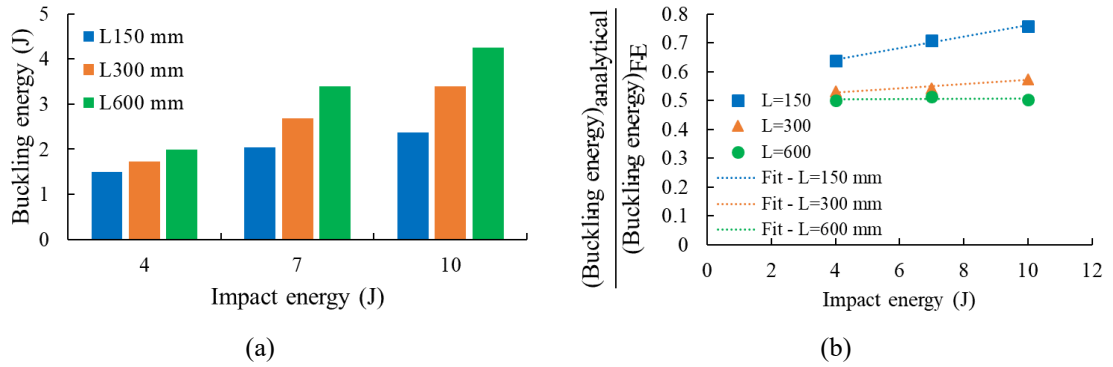 5
4
3
2
1
0
Buckling energy (J)
L150 mm
L300 mm
L600 mm
4 7 10
Impact energy (J)
(a)
(Buckling energy)analytical
(Buckling energy)FE
0.8
0.7
0.6
0.5
0.4
0.3
0.2
0.1
0
L=150
L=300
L=600
Fit - L=150 mm
Fit - L=300 mm
Fit - L=600 mm
0 2 4 6 8 10 12
Impact energy (J)
(b)